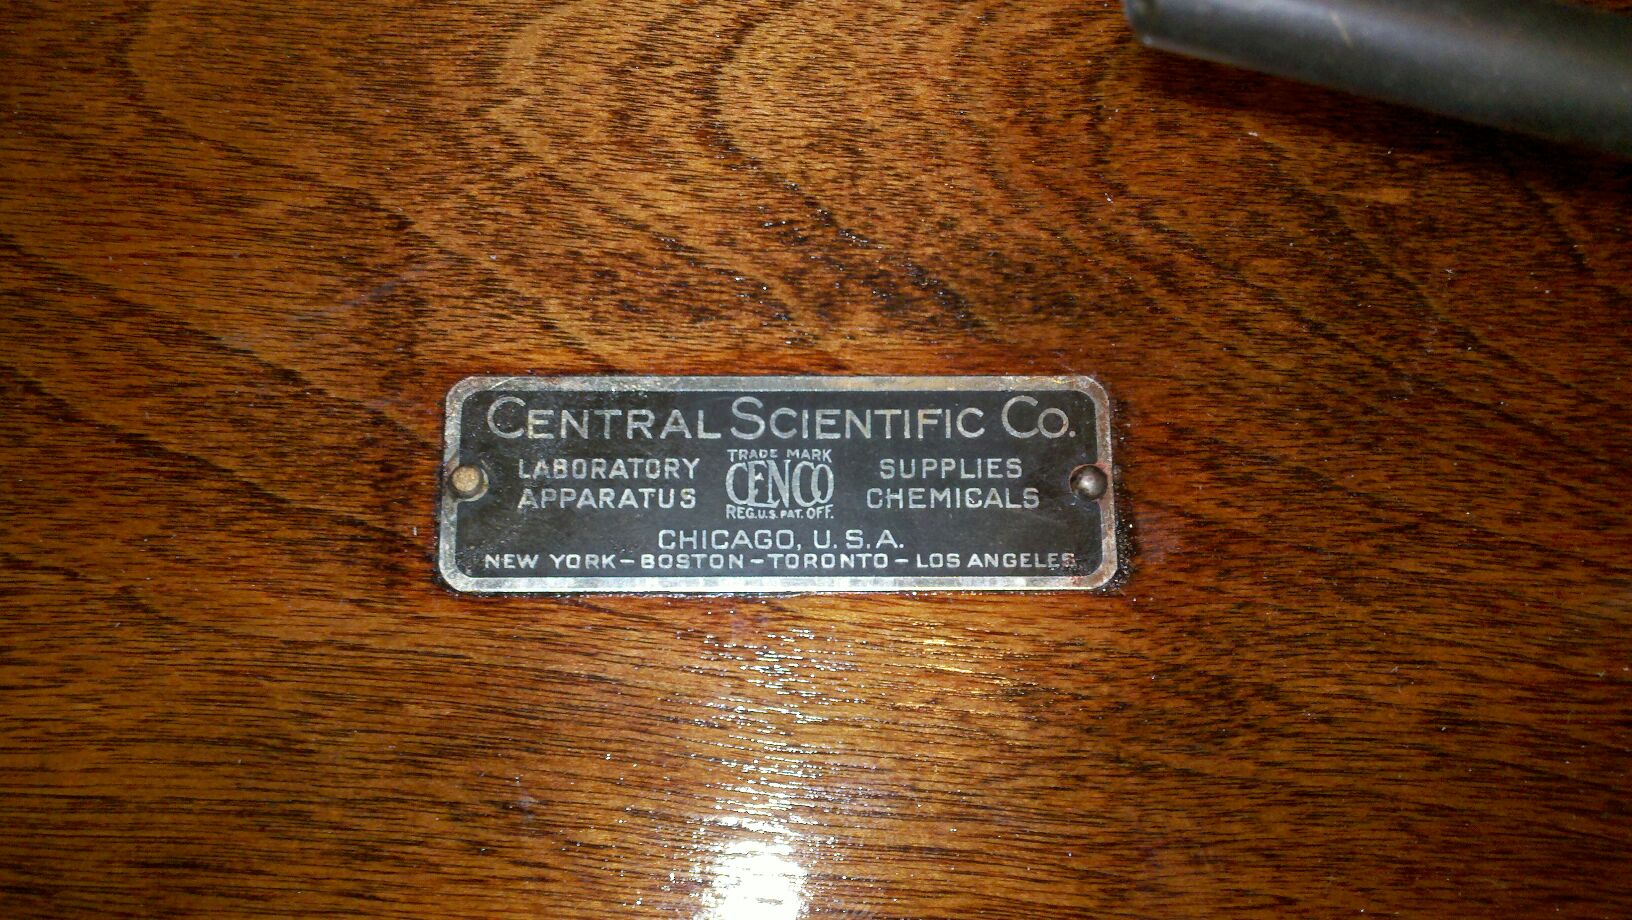 CENTRAL SCIENTIFIC CO.
LABORATORY APPARATUS
TRADE MARK
CENCO
REG.U.S.PAT.OFF.
SUPPLIES CHEMICALS
CHICAGO, U.S.A.
NEW YORK–BOSTON–TORONTO–LOS ANGELES